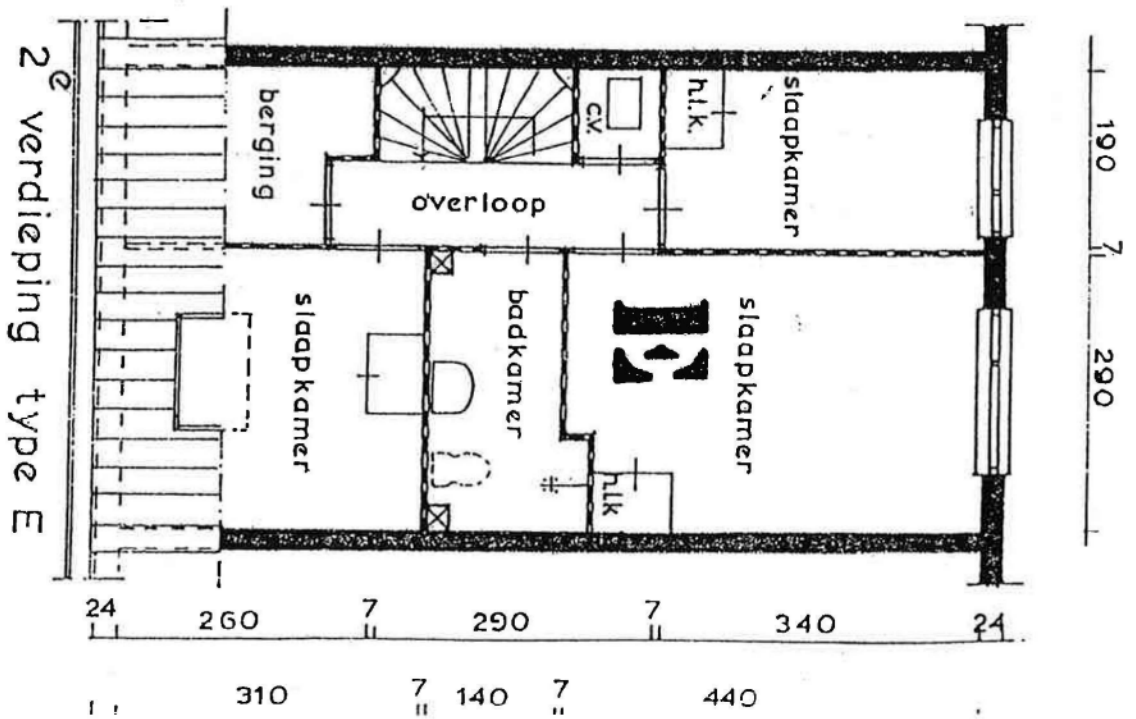 2e verdieping type E
berging
c.v.
h.l.k.
slaapkamer
190
overloop
7
slaapkamer
badkamer
slaapkamer
290
h.l.k
24
260
7
290
7
340
24
310
7
140
7
440